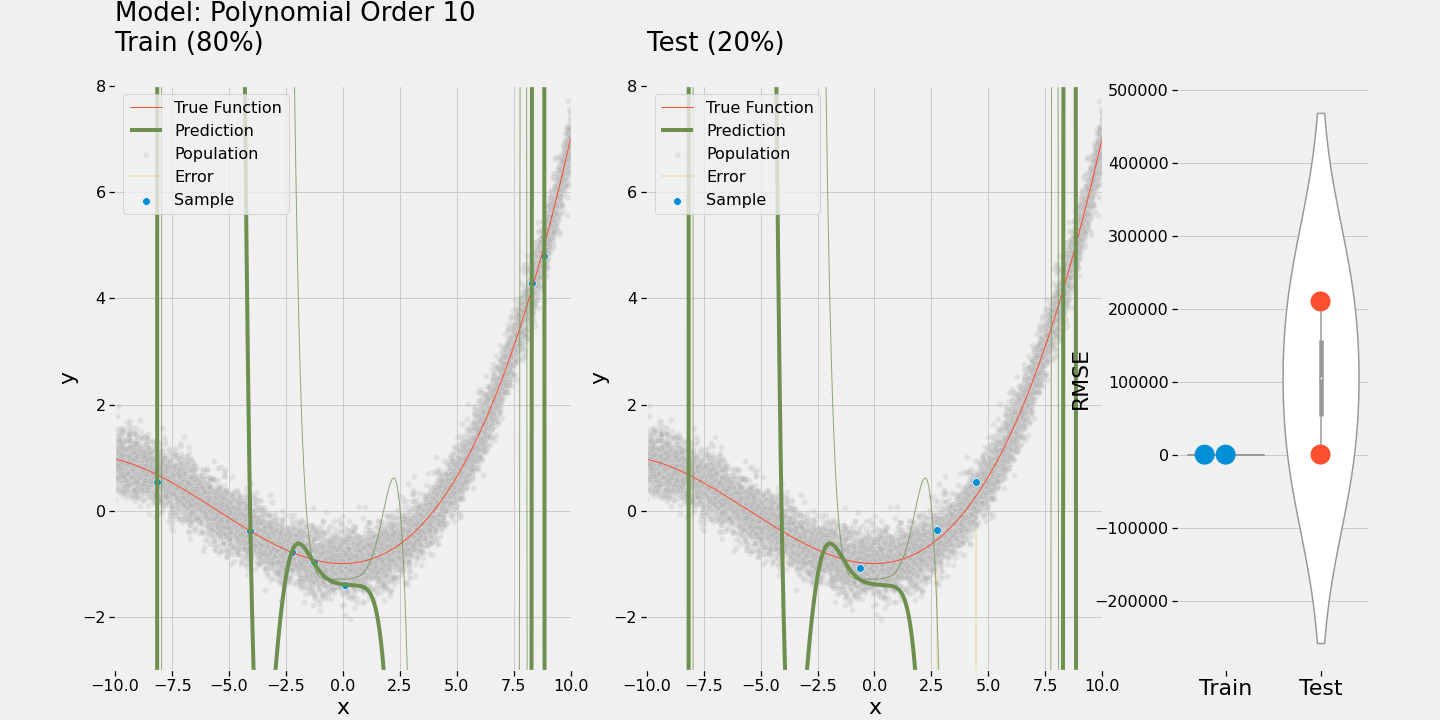 Model: Polynomial Order 10
Train (80%)
Test (20%)
8
6
4
2
0
−2
y
True Function
Prediction
Population
Error
Sample
−10.0 −7.5 −5.0 −2.5 0.0 2.5 5.0 7.5 10.0
x
8
6
4
2
0
−2
y
True Function
Prediction
Population
Error
Sample
−10.0 −7.5 −5.0 −2.5 0.0 2.5 5.0 7.5 10.0
x
500000
400000
300000
200000
100000
0
−100000
−200000
RMSE
Train Test